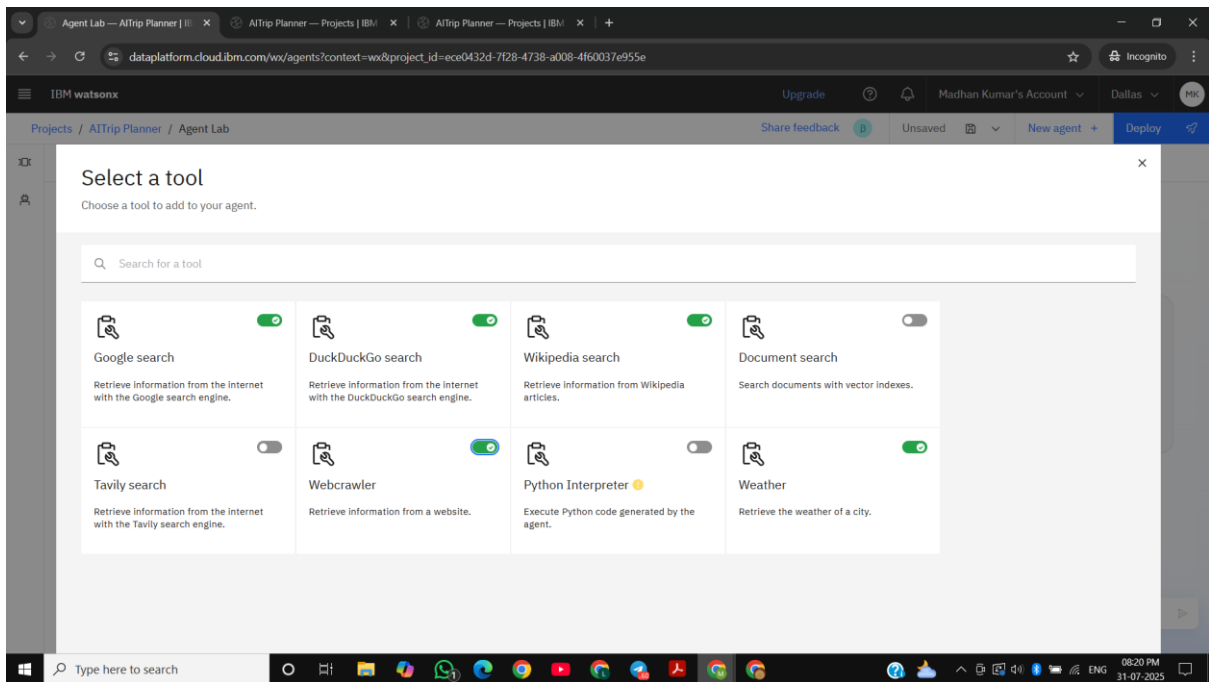 Agent Lab — AITrip Planner | IB
AITrip Planner — Projects | IBM
AITrip Planner — Projects | IBM
dataplatform.cloud.ibm.com/wx/agents?context=wx&project_id=ece0432d-7f28-4738-a008-4f60037e955e
Incognito
IBM watsonx
Upgrade
Madhan Kumar's Account
Dallas
MK
Projects / AITrip Planner / Agent Lab
Share feedback
β
Unsaved
New agent +
Deploy
Select a tool
Choose a tool to add to your agent.
Search for a tool
Google search
Retrieve information from the internet
with the Google search engine.
DuckDuckGo search
Retrieve information from the internet
with the DuckDuckGo search engine.
Wikipedia search
Retrieve information from Wikipedia
articles.
Document search
Search documents with vector indexes.
Tavily search
Retrieve information from the internet
with the Tavily search engine.
Webcrawler
Retrieve information from a website.
Python Interpreter
Execute Python code generated by the
agent.
Weather
Retrieve the weather of a city.
Type here to search
ENG
08:20 PM
31-07-2025